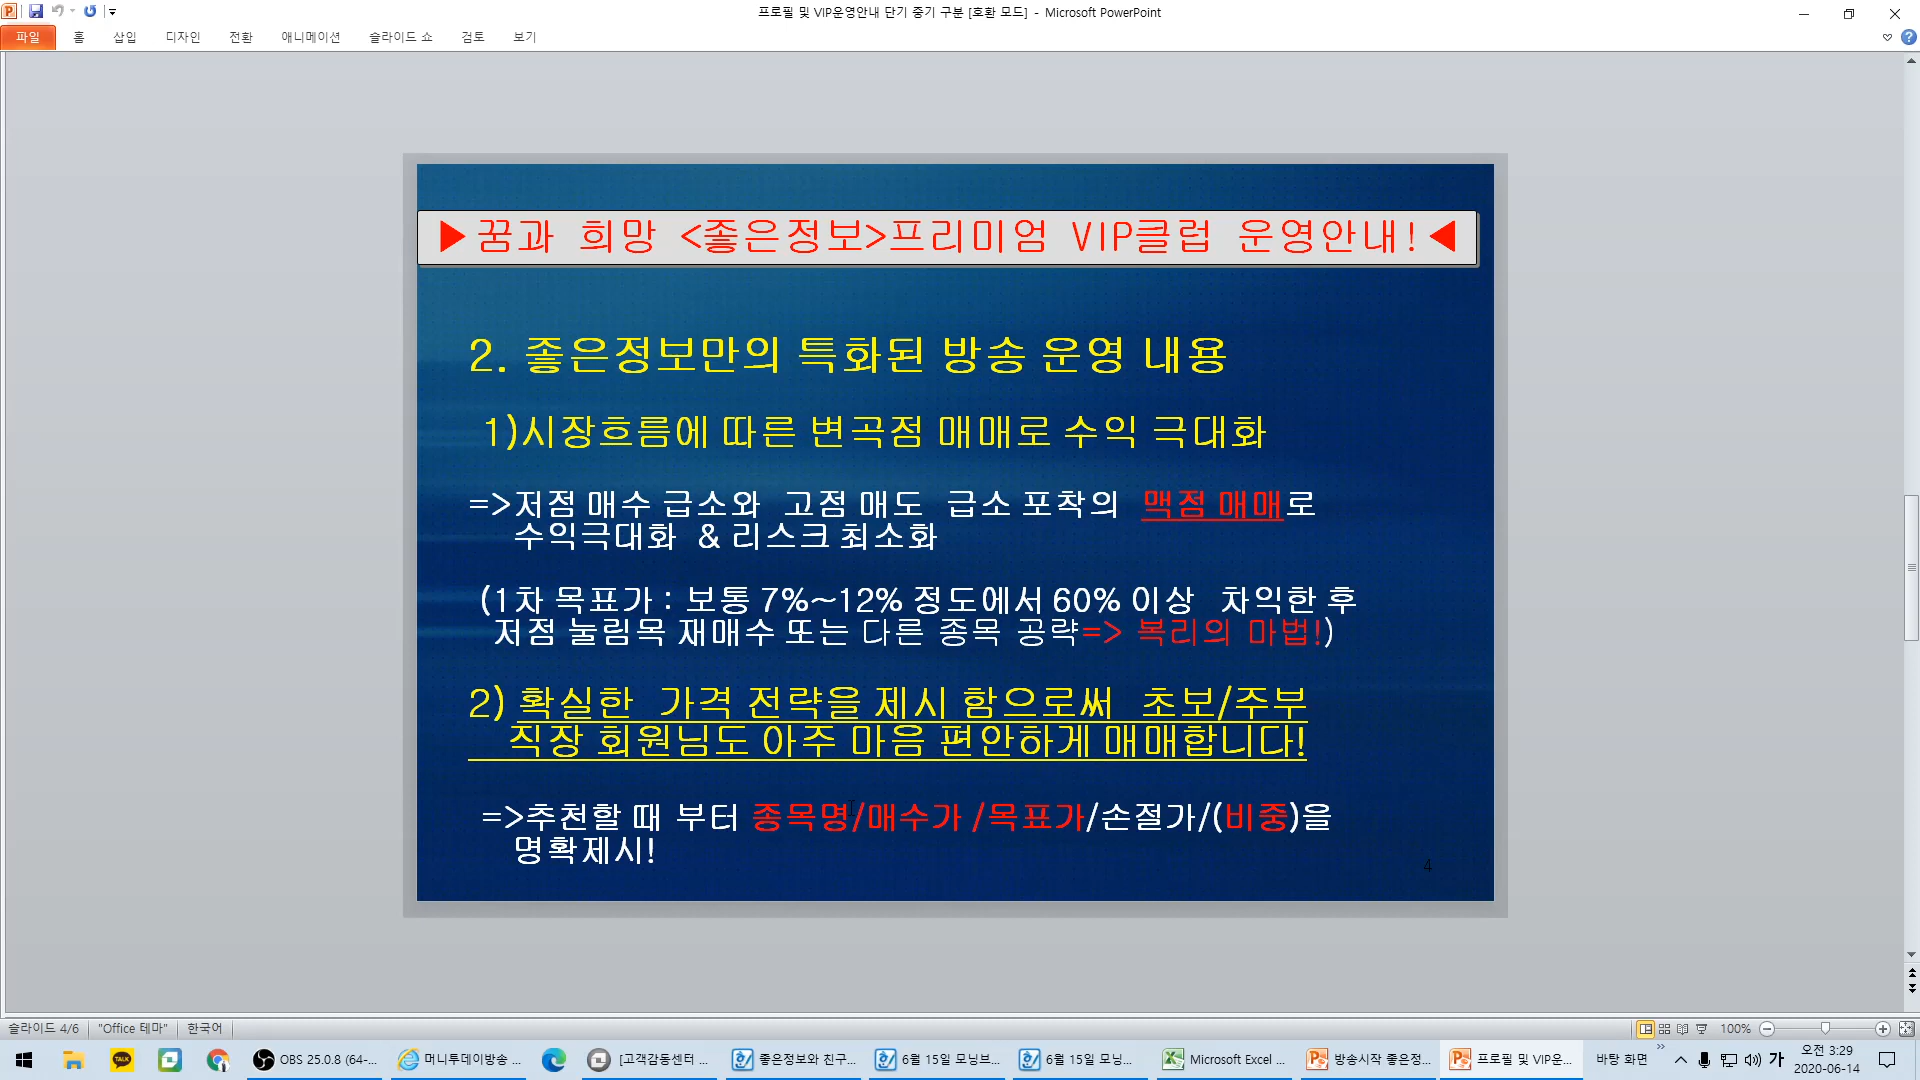 프로필 및 VIP운영안내 단기 중기 구분 [호환 모드] - Microsoft PowerPoint
파일 홈 삽입 디자인 전환 애니메이션 슬라이드 쇼 검토 보기
▶꿈과 희망 <좋은정보>프리미엄 VIP클럽 운영안내!◀
2. 좋은정보만의 특화된 방송 운영 내용
1)시장흐름에 따른 변곡점 매매로 수익 극대화
=>저점 매수 급소와 고점 매도 급소 포착의 맥점 매매로
수익극대화 & 리스크 최소화
(1차 목표가 : 보통 7%~12% 정도에서 60% 이상 차익한 후
저점 눌림목 재매수 또는 다른 종목 공략=> 복리의 마법!)
2) 확실한 가격 전략을 제시 함으로써 초보/주부
직장 회원님도 아주 마음 편안하게 매매합니다!
=>추천할 때 부터 종목명/매수가 /목표가/손절가/(비중)을
명확제시!
4
슬라이드 4/6 "Office 테마" 한국어 100%
OBS 25.0.8 (64-... 머니투데이방송 ... [고객감동센터 ... 좋은정보와 친구... 6월 15일 모닝브... 6월 15일 모닝... Microsoft Excel ... 방송시작 좋은정... 프로필 및 VIP운... 바탕 화면 가 오전 3:29
2020-06-14